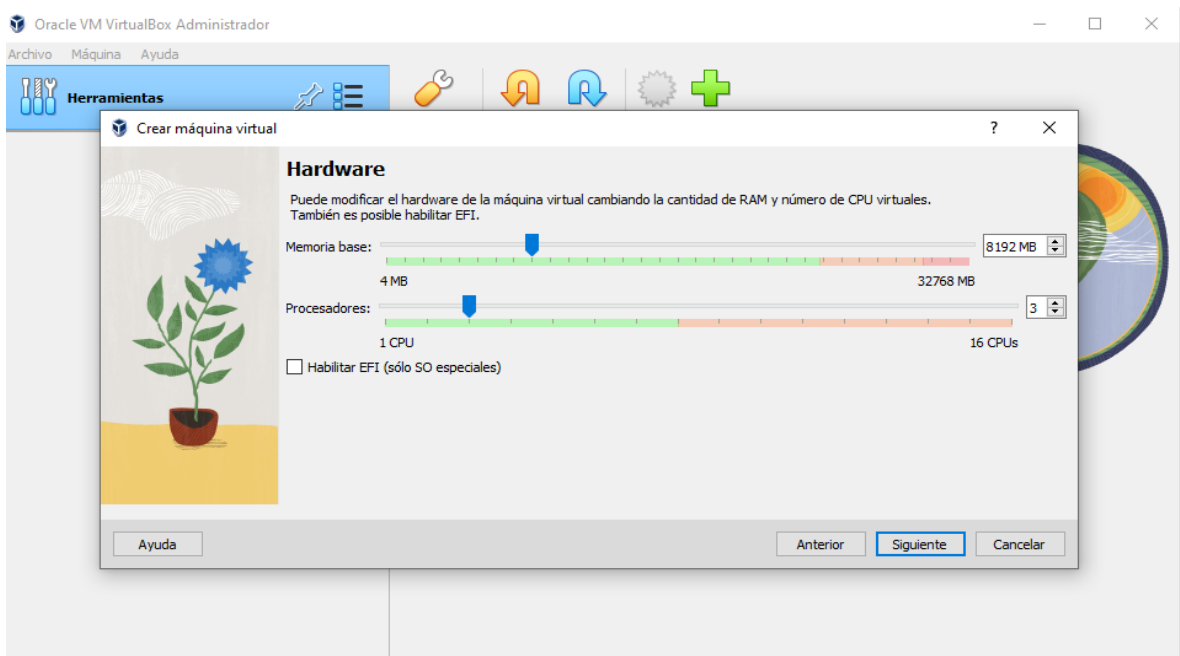 Oracle VM VirtualBox Administrador
Archivo Máquina Ayuda
Herramientas
Crear máquina virtual
?
Hardware
Puede modificar el hardware de la máquina virtual cambiando la cantidad de RAM y número de CPU virtuales.
También es posible habilitar EFI.
Memoria base: 8192 MB
4 MB 32768 MB
Procesadores: 3
1 CPU 16 CPUs
Habilitar EFI (sólo SO especiales)
Ayuda Anterior Siguiente Cancelar